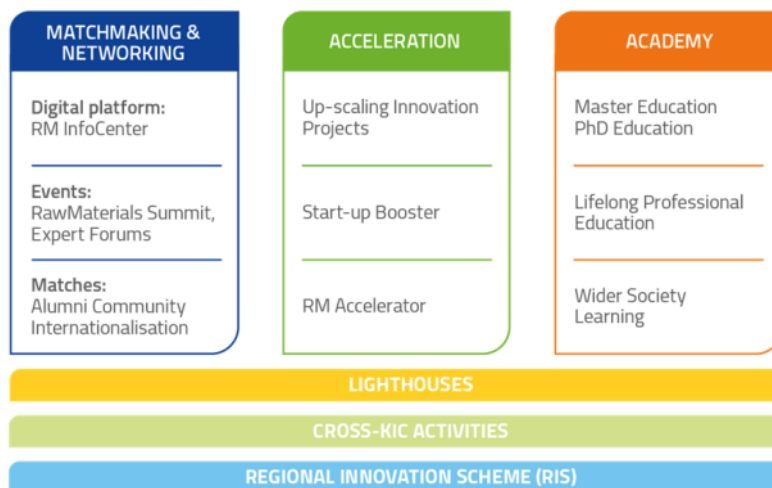 MATCHMAKING &
NETWORKING
Digital platform:
RM InfoCenter
Events:
RawMaterials Summit,
Expert Forums
Matches:
Alumni Community
Internationalisation
ACCELERATION
Up-scaling Innovation
Projects
Start-up Booster
RM Accelerator
ACADEMY
Master Education
PhD Education
Lifelong Professional
Education
Wider Society
Learning
LIGHTHOUSES
CROSS-KIC ACTIVITIES
REGIONAL INNOVATION SCHEME (RIS)